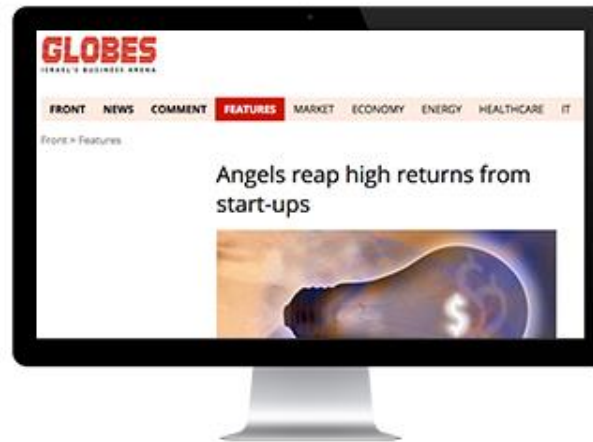 GLOBES
ISRAEL'S BUSINESS ARENA
FRONT NEWS COMMENT FEATURES MARKET ECONOMY ENERGY HEALTHCARE IT
Front > Features
Angels reap high returns from
start-ups
$